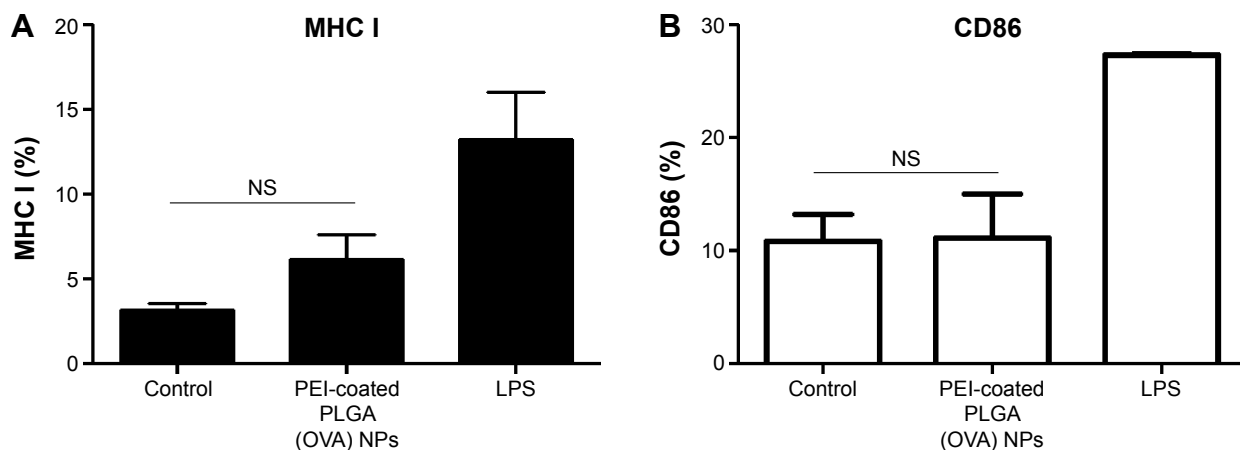 A
MHC I
MHC I (%)
20
15
10
5
0
NS
Control
PEI-coated
PLGA
(OVA) NPs
LPS
B
CD86
CD86 (%)
30
20
10
0
NS
Control
PEI-coated
PLGA
(OVA) NPs
LPS